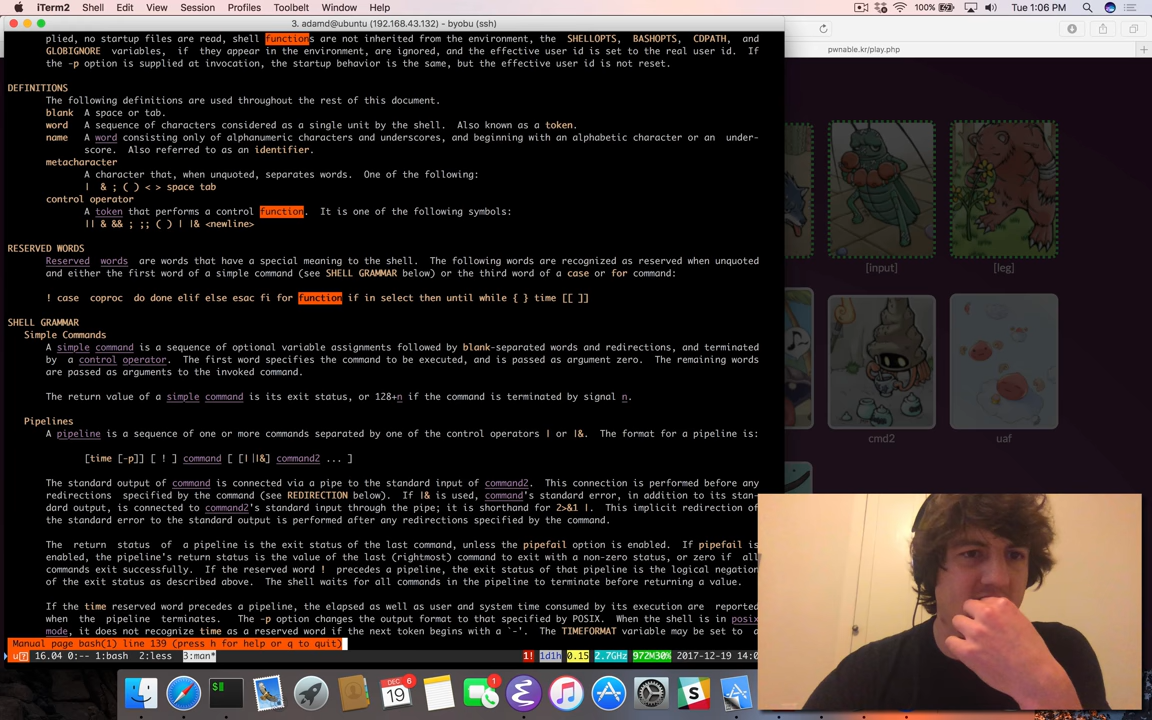 iTerm2 Shell Edit View Session Profiles Toolbelt Window Help 100% Tue 1:06 PM
3. adamd@ubuntu (192.168.43.132) - byobu (ssh)
pwnable.kr/play.php
plied, no startup files are read, shell functions are not inherited from the environment, the SHELLOPTS, BASHOPTS, CDPATH, and
GLOBIGNORE variables, if they appear in the environment, are ignored, and the effective user id is set to the real user id. If
the -p option is supplied at invocation, the startup behavior is the same, but the effective user id is not reset.
DEFINITIONS
The following definitions are used throughout the rest of this document.
blank A space or tab.
word A sequence of characters considered as a single unit by the shell. Also known as a token.
name A word consisting only of alphanumeric characters and underscores, and beginning with an alphabetic character or an under-
score. Also referred to as an identifier.
metacharacter
A character that, when unquoted, separates words. One of the following:
| & ; ( ) < > space tab
control operator
A token that performs a control function. It is one of the following symbols:
|| & && ; ;; ( ) | |& <newline>
RESERVED WORDS
Reserved words are words that have a special meaning to the shell. The following words are recognized as reserved when unquoted
and either the first word of a simple command (see SHELL GRAMMAR below) or the third word of a case or for command:
! case coproc do done elif else esac fi for function if in select then until while { } time [[ ]]
SHELL GRAMMAR
Simple Commands
A simple command is a sequence of optional variable assignments followed by blank-separated words and redirections, and terminated
by a control operator. The first word specifies the command to be executed, and is passed as argument zero. The remaining words
are passed as arguments to the invoked command.
The return value of a simple command is its exit status, or 128+n if the command is terminated by signal n.
Pipelines
A pipeline is a sequence of one or more commands separated by one of the control operators | or |&. The format for a pipeline is:
[time [-p]] [ ! ] command [ [|||&] command2 ... ]
The standard output of command is connected via a pipe to the standard input of command2. This connection is performed before any
redirections specified by the command (see REDIRECTION below). If |& is used, command's standard error, in addition to its stan-
dard output, is connected to command2's standard input through the pipe; it is shorthand for 2>&1 |. This implicit redirection of
the standard error to the standard output is performed after any redirections specified by the command.
The return status of a pipeline is the exit status of the last command, unless the pipefail option is enabled. If pipefail is
enabled, the pipeline's return status is the value of the last (rightmost) command to exit with a non-zero status, or zero if all
commands exit successfully. If the reserved word ! precedes a pipeline, the exit status of that pipeline is the logical negation
of the exit status as described above. The shell waits for all commands in the pipeline to terminate before returning a value.
If the time reserved word precedes a pipeline, the elapsed as well as user and system time consumed by its execution are reported
when the pipeline terminates. The -p option changes the output format to that specified by POSIX. When the shell is in posix
mode, it does not recognize time as a reserved word if the next token begins with a `-'. The TIMEFORMAT variable may be set to a
Manual page bash(1) line 139 (press h for help or q to quit)
u 16.04 0:-- 1:bash 2:less 3:man* 1! 1d1h 0.15 2.7GHz 972M30% 2017-12-19 14:0
[input]
[leg]
cmd2
uaf
DEC 6
19
1
$
S